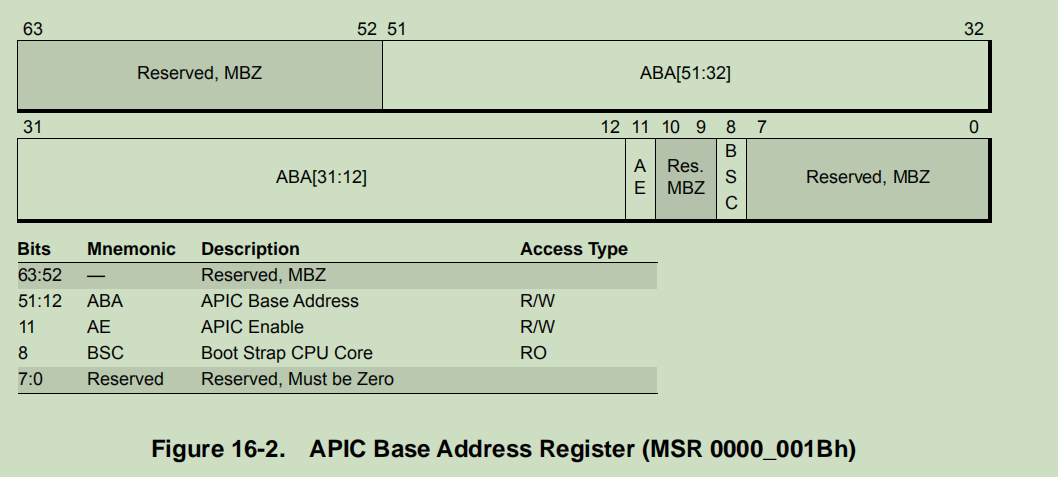 63 52 51 32
Reserved, MBZ ABA[51:32]
31 12 11 10 9 8 7 0
ABA[31:12] A E Res. MBZ B S C Reserved, MBZ
Bits Mnemonic Description Access Type
63:52 — Reserved, MBZ
51:12 ABA APIC Base Address R/W
11 AE APIC Enable R/W
8 BSC Boot Strap CPU Core RO
7:0 Reserved Reserved, Must be Zero
Figure 16-2. APIC Base Address Register (MSR 0000_001Bh)